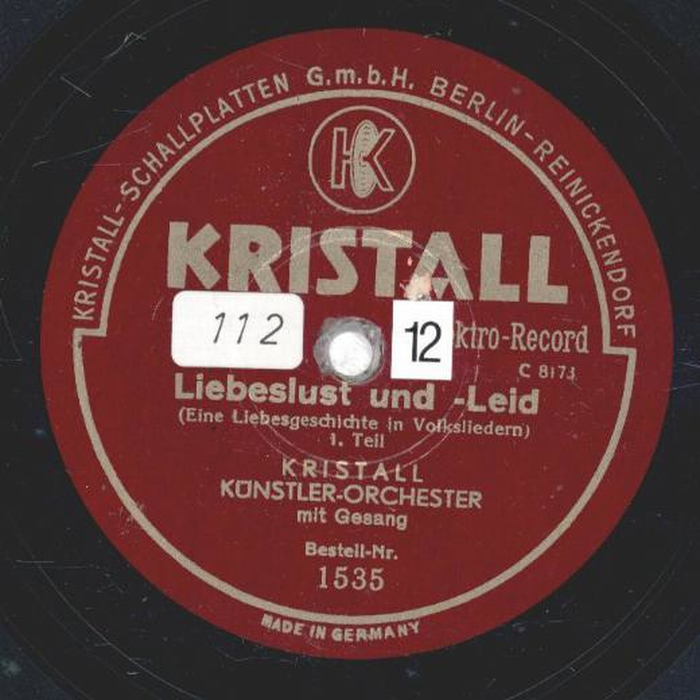 KRISTALL-SCHALLPLATTEN G.m.b.H. BERLIN-REINICKENDORF
K
KRISTALL
112
12
ktro-Record
Liebeslust und -Leid
(Eine Liebesgeschichte in Volksliedern)
1. Teil
KRISTALL
KÜNSTLER-ORCHESTER
mit Gesang
Bestell-Nr.
1535
MADE IN GERMANY